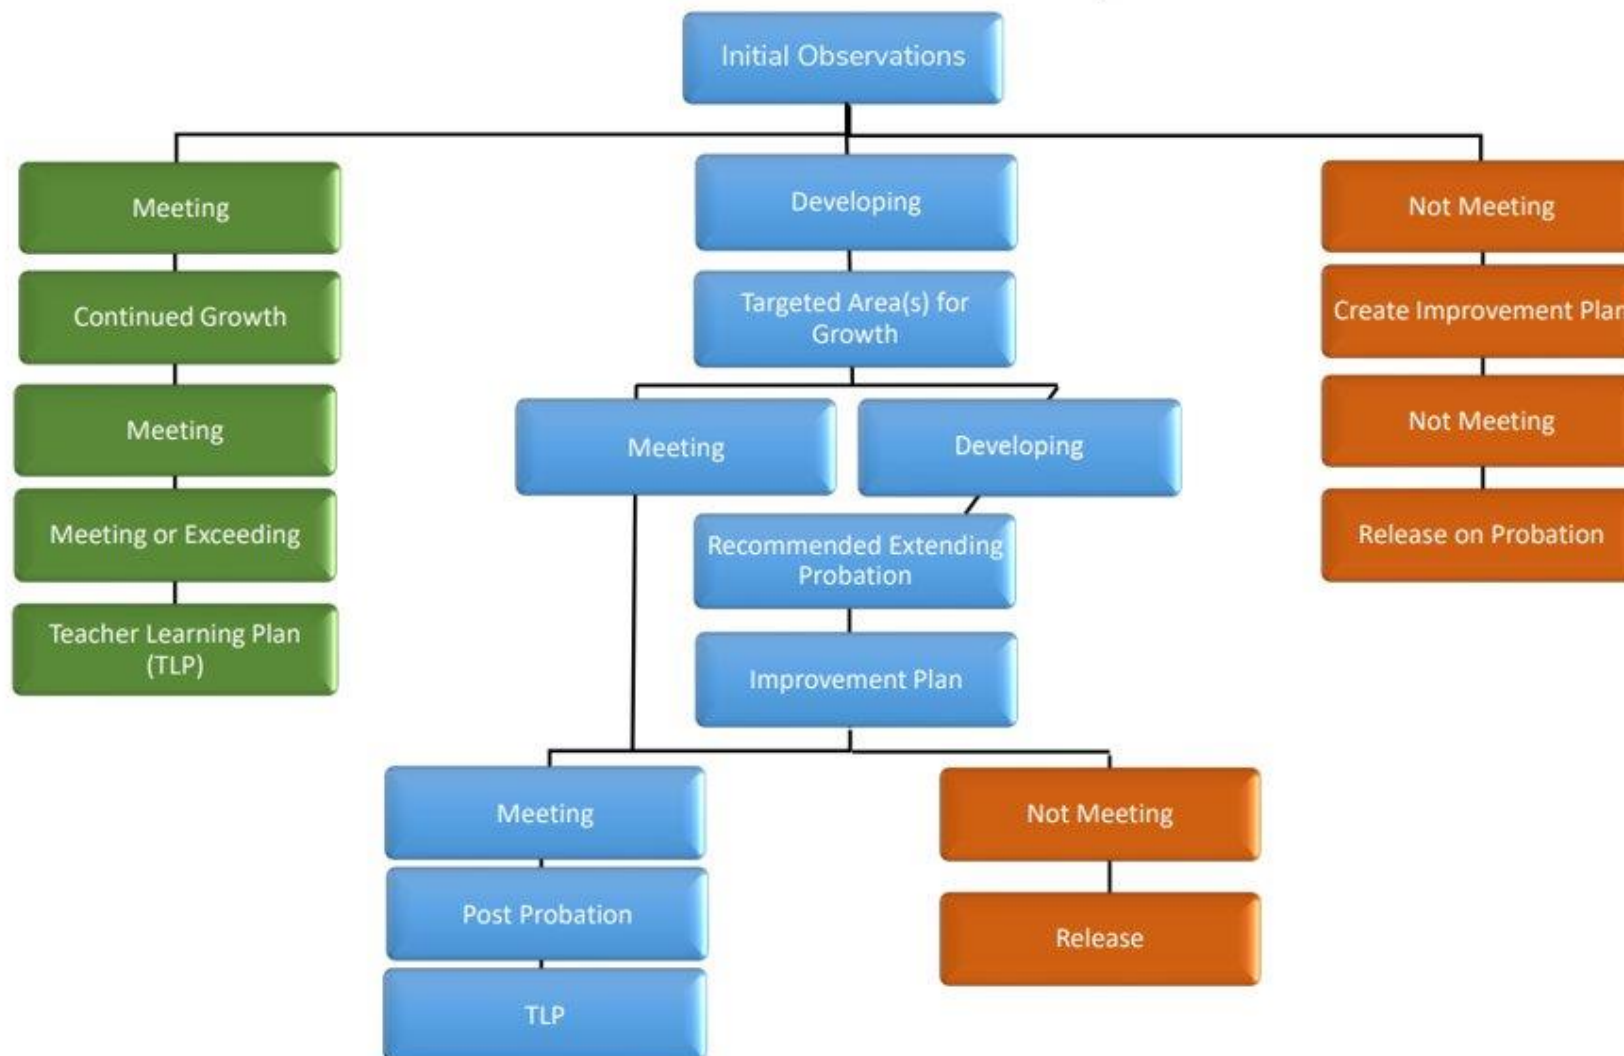 Initial Observations
Meeting
Continued Growth
Meeting
Meeting or Exceeding
Teacher Learning Plan
(TLP)
Developing
Targeted Area(s) for
Growth
Meeting
Developing
Recommended Extending
Probation
Improvement Plan
Meeting
Post Probation
TLP
Not Meeting
Release
Not Meeting
Create Improvement Plan
Not Meeting
Release on Probation